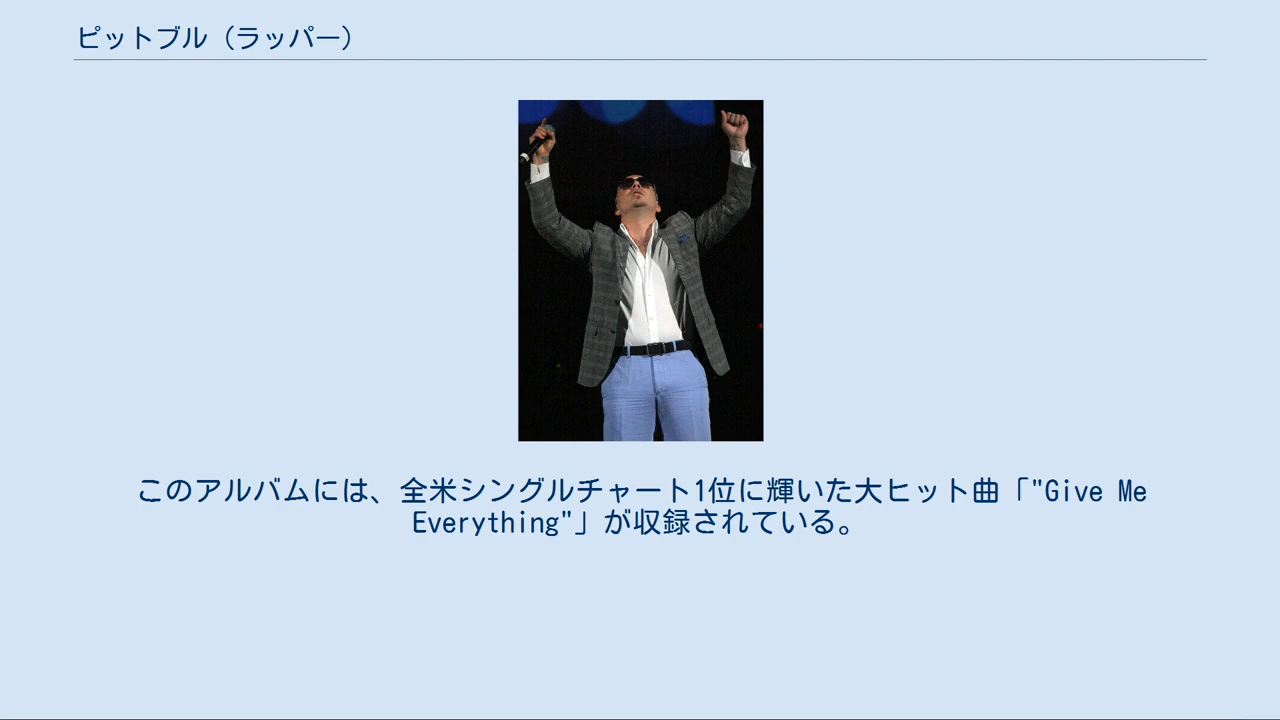 ピットブル（ラッパー）
このアルバムには、全米シングルチャート1位に輝いた大ヒット曲「"Give Me
Everything"」が収録されている。